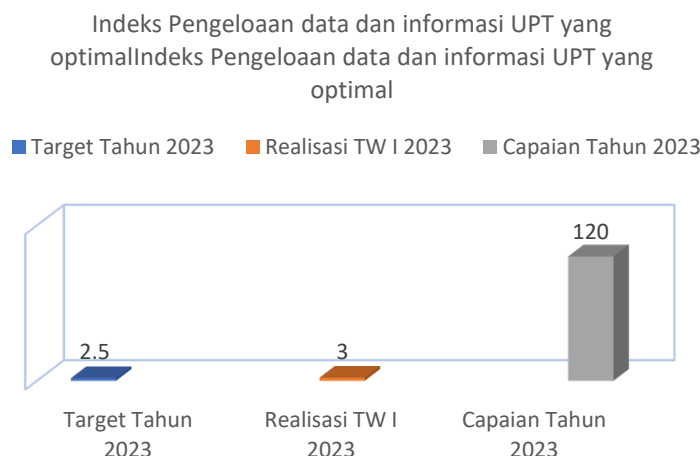 Indeks Pengeloaan data dan informasi UPT yang
optimalIndeks Pengeloaan data dan informasi UPT yang
optimal
Target Tahun 2023 Realisasi TW I 2023 Capaian Tahun 2023
120
2.5 3
Target Tahun Realisasi TW I Capaian Tahun
2023 2023 2023